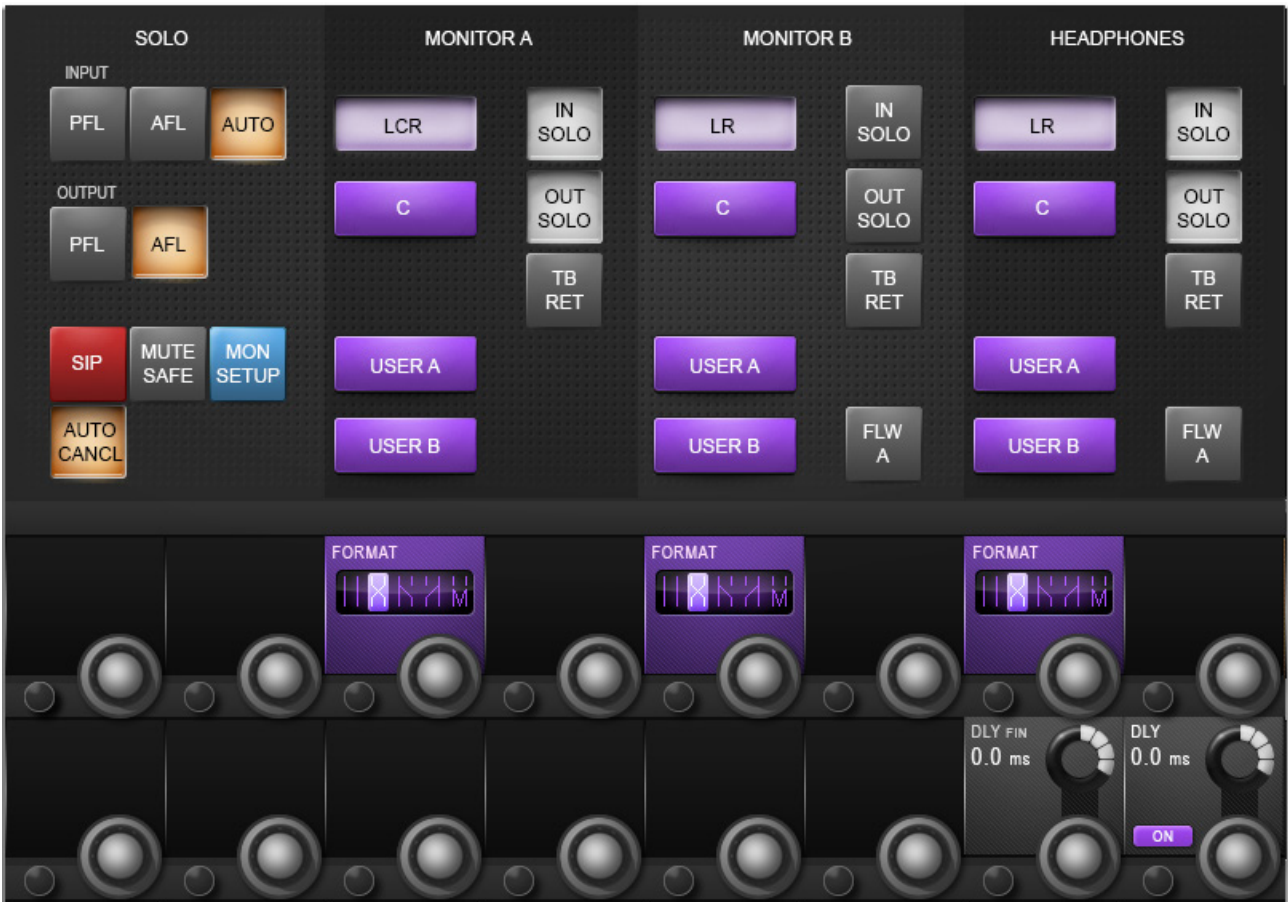 SOLO
MONITOR A
MONITOR B
HEADPHONES
INPUT
PFL
AFL
AUTO
OUTPUT
PFL
AFL
SIP
MUTE
SAFE
MON
SETUP
AUTO
CANCL
LCR
IN
SOLO
C
OUT
SOLO
TB
RET
USER A
USER B
LR
IN
SOLO
C
OUT
SOLO
TB
RET
USER A
USER B
FLW
A
LR
IN
SOLO
C
OUT
SOLO
TB
RET
USER A
USER B
FLW
A
FORMAT
FORMAT
FORMAT
DLY FIN
0.0 ms
DLY
0.0 ms
ON